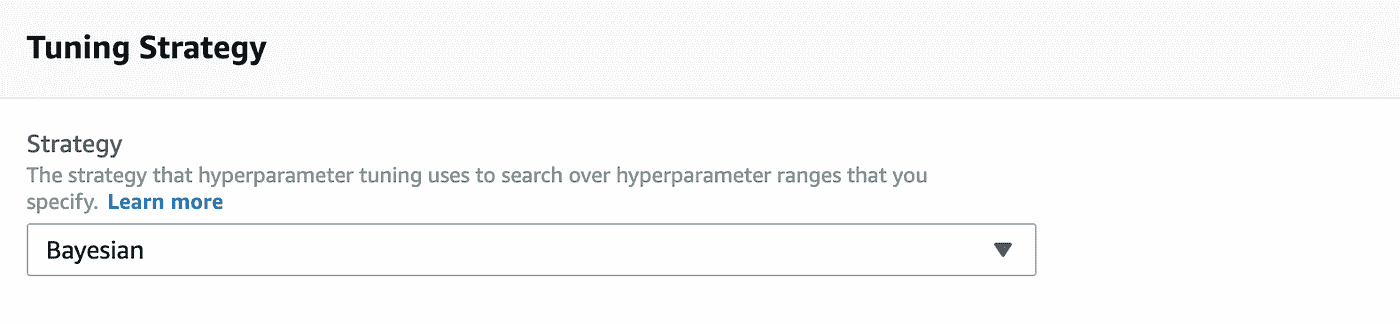 Tuning Strategy
Strategy
The strategy that hyperparameter tuning uses to search over hyperparameter ranges that you
specify. Learn more
Bayesian